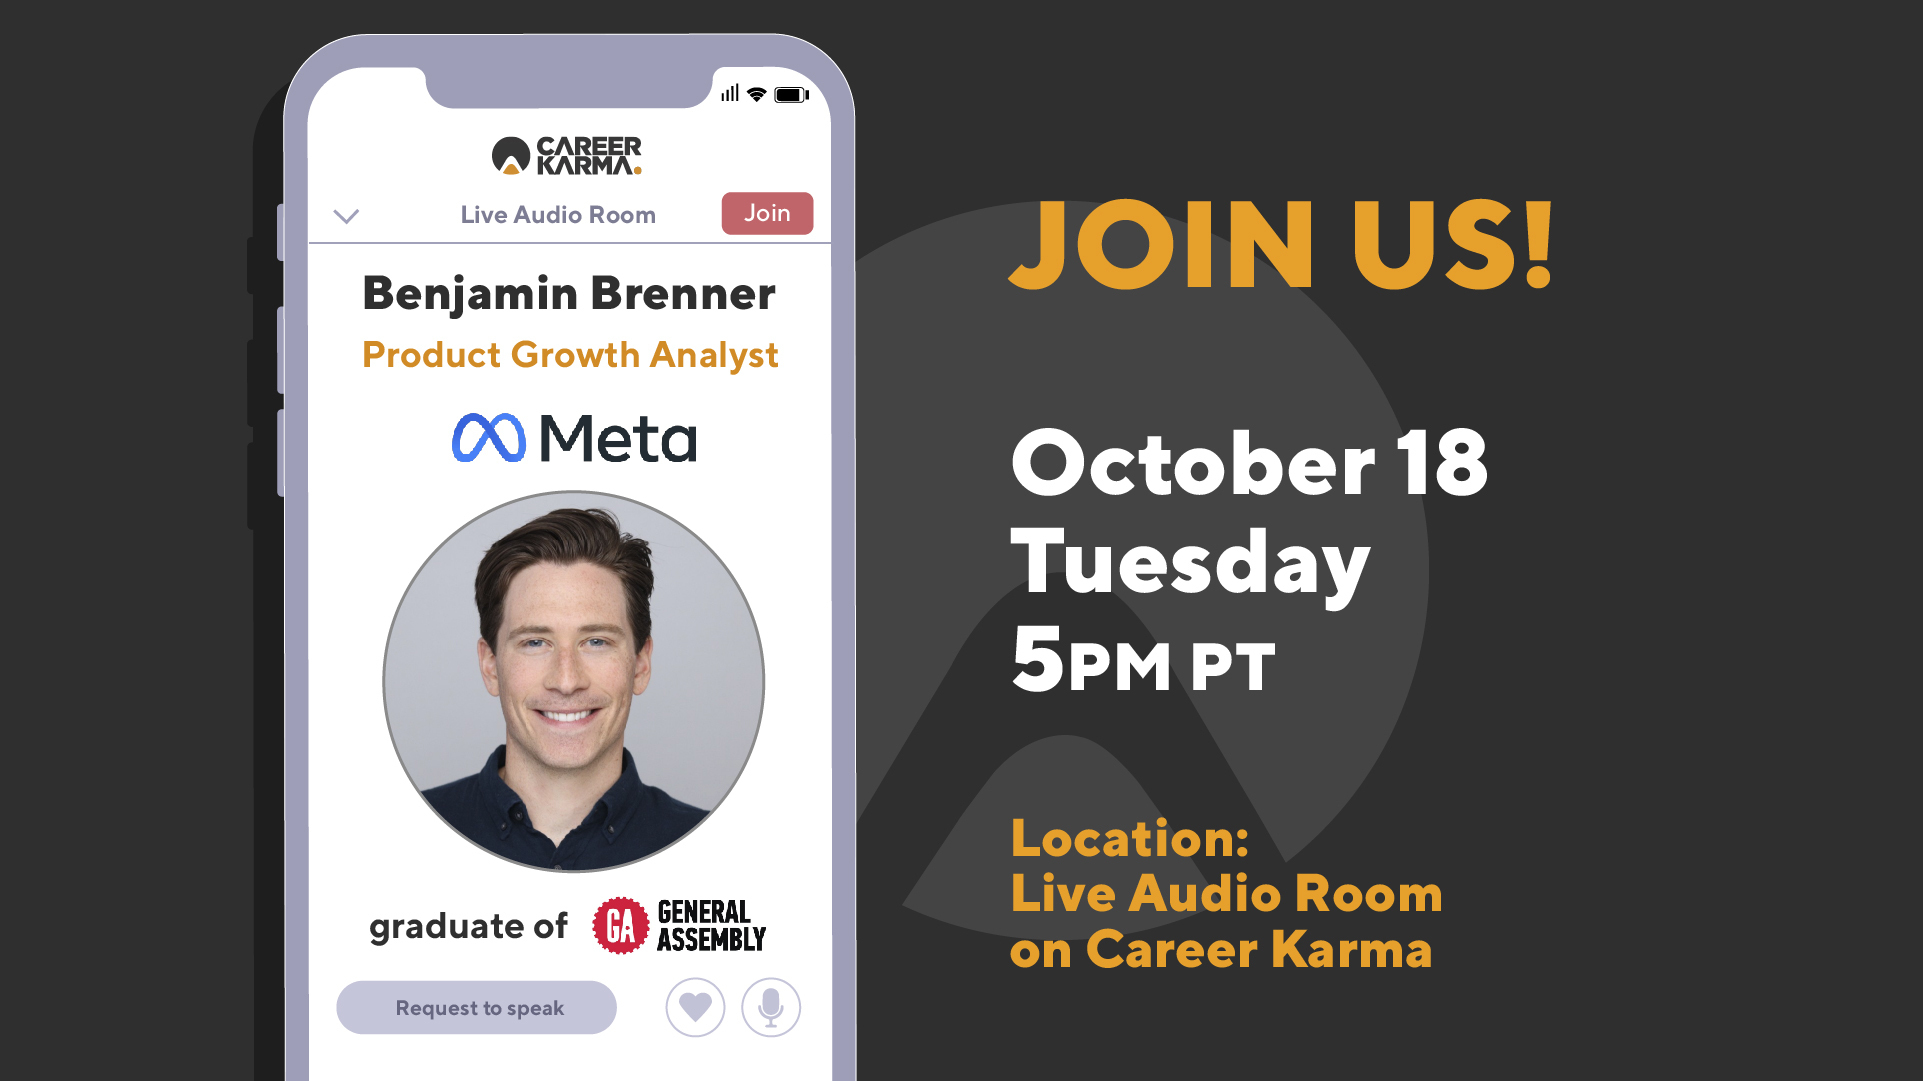 CAREER
KARMA.
Live Audio Room
Join
Benjamin Brenner
Product Growth Analyst
Meta
graduate of
GA
GENERAL
ASSEMBLY
Request to speak
JOIN US!
October 18
Tuesday
5PM PT
Location:
Live Audio Room
on Career Karma